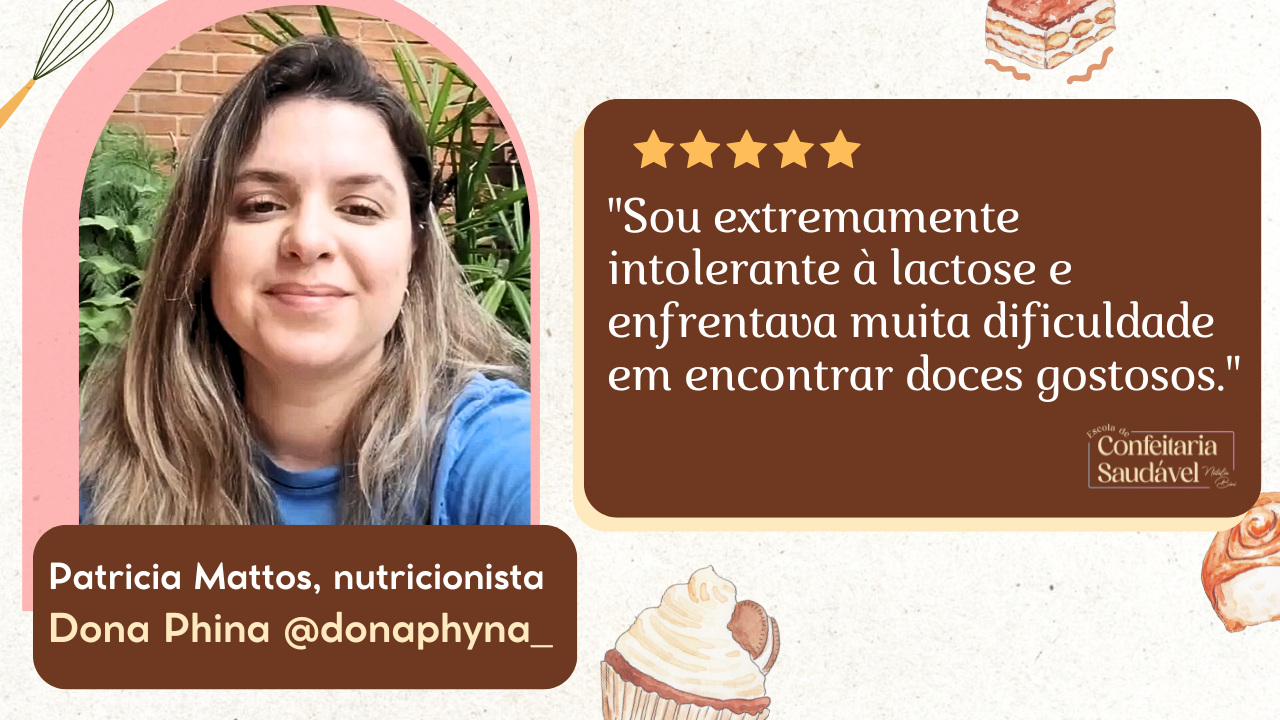 "Sou extremamente
intolerante à lactose e
enfrentava muita dificuldade
em encontrar doces gostosos."
Escola de
Confeitaria
Saudável
Patricia Mattos, nutricionista
Dona Phina @donaphyna_